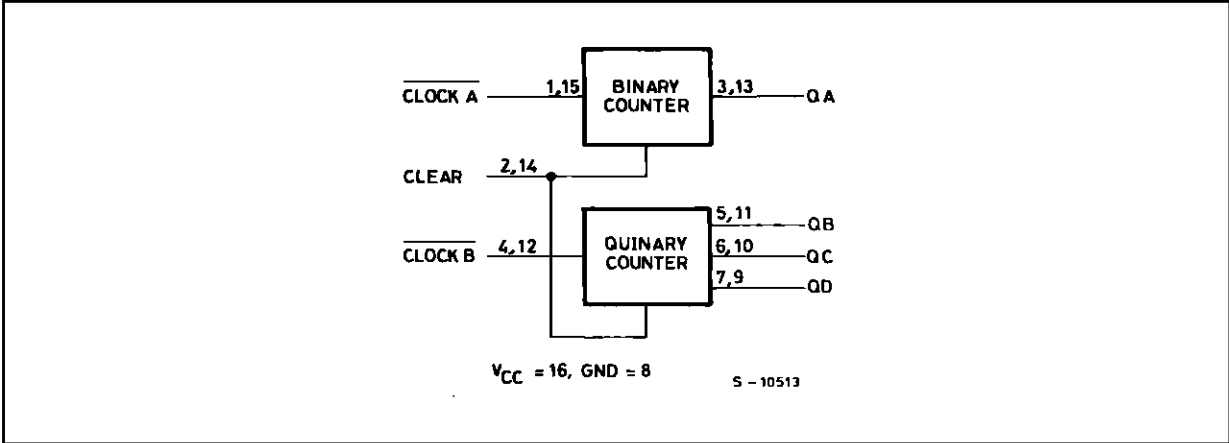 CLOCK A 1,15 BINARY COUNTER 3,13 QA
CLEAR 2,14
5,11 QB
CLOCK B 4,12 QUINARY COUNTER 6,10 QC
7,9 QD
VCC = 16, GND = 8
S-10513